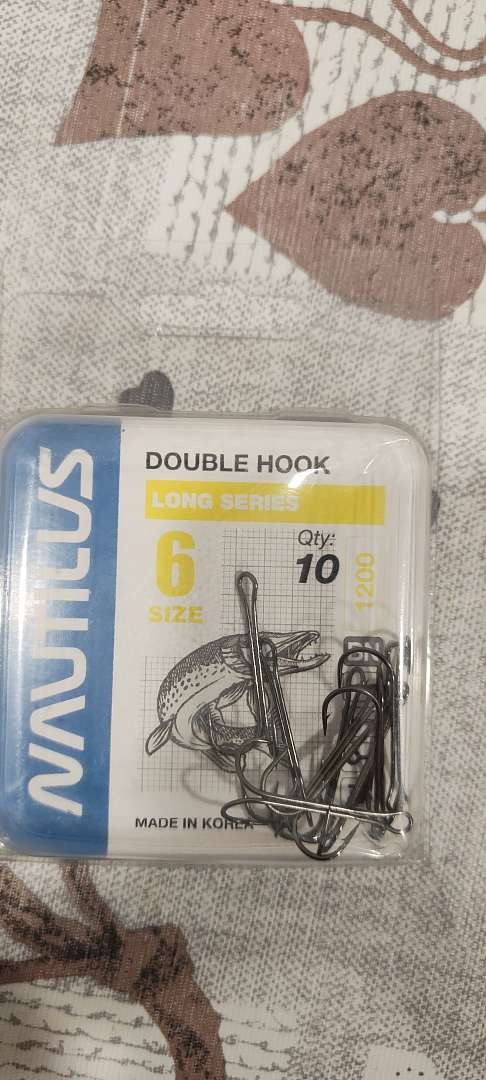 NAUTILUS
DOUBLE HOOK
LONG SERIES
6
SIZE
Qty:
10
1200
MADE IN KOREA